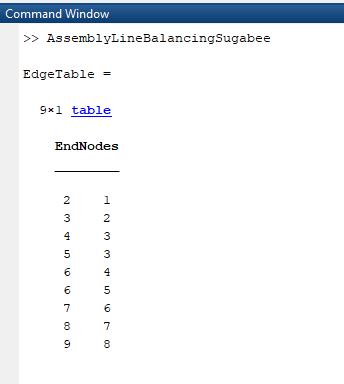 Command Window
>> AssemblyLineBalancingSugabee
EdgeTable =
9×1 table
EndNodes
2 1
3 2
4 3
5 3
6 4
6 5
7 6
8 7
9 8